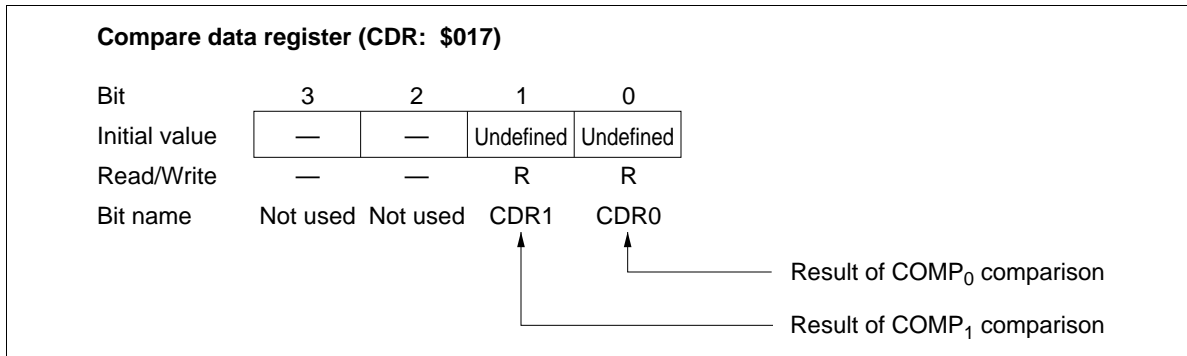 Compare data register (CDR: $017)
Bit 3 2 1 0
Initial value — — Undefined Undefined
Read/Write — — R R
Bit name Not used Not used CDR1 CDR0
Result of COMP₀ comparison
Result of COMP₁ comparison